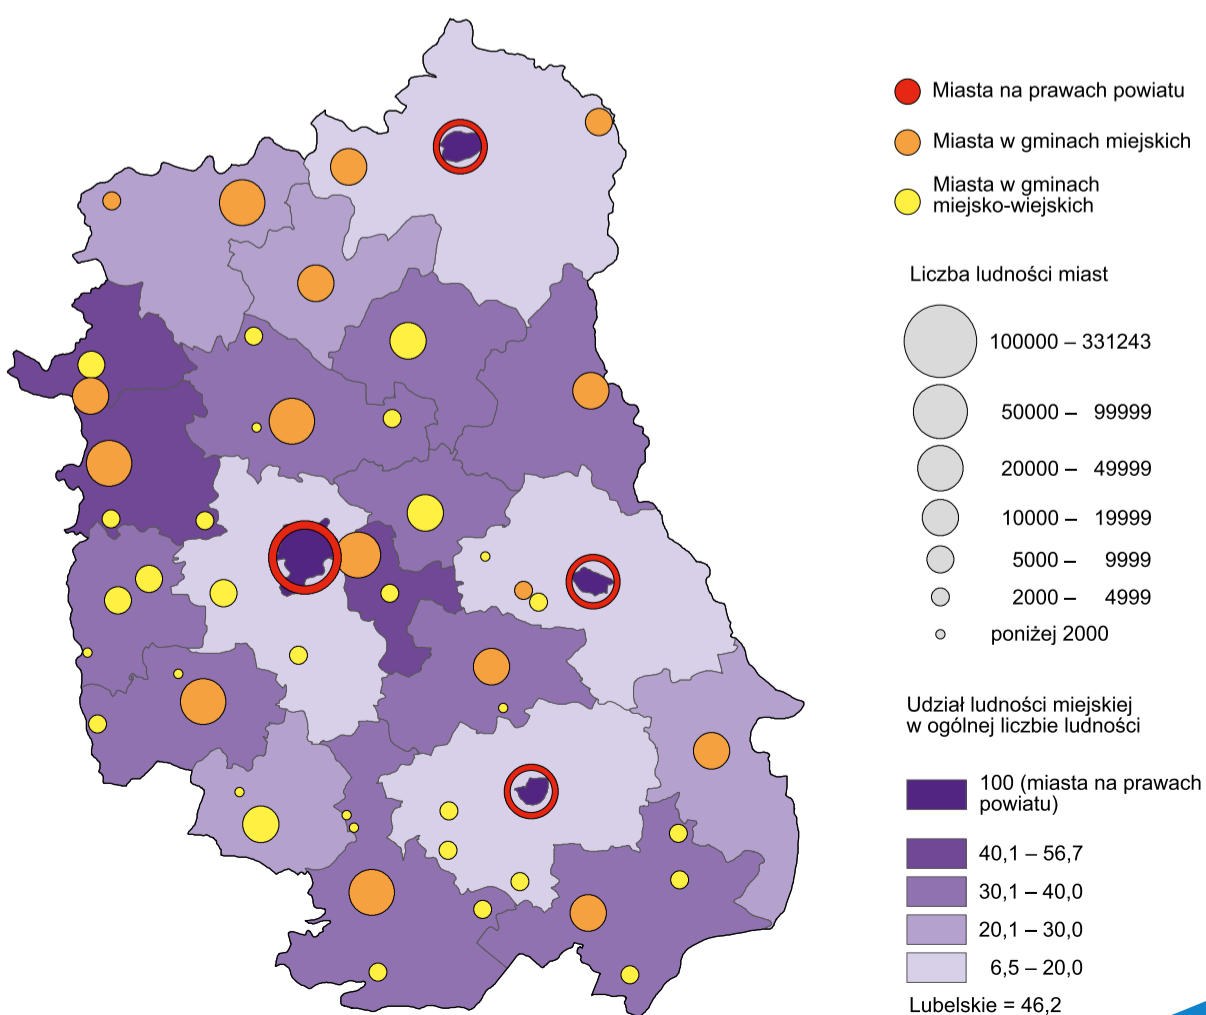 Miasta na prawach powiatu
Miasta w gminach miejskich
Miasta w gminach
miejsko-wiejskich
Liczba ludności miast
100000 – 331243
50000 – 99999
20000 – 49999
10000 – 19999
5000 – 9999
2000 – 4999
poniżej 2000
Udział ludności miejskiej
w ogólnej liczbie ludności
100 (miasta na prawach
powiatu)
40,1 – 56,7
30,1 – 40,0
20,1 – 30,0
6,5 – 20,0
Lubelskie = 46,2